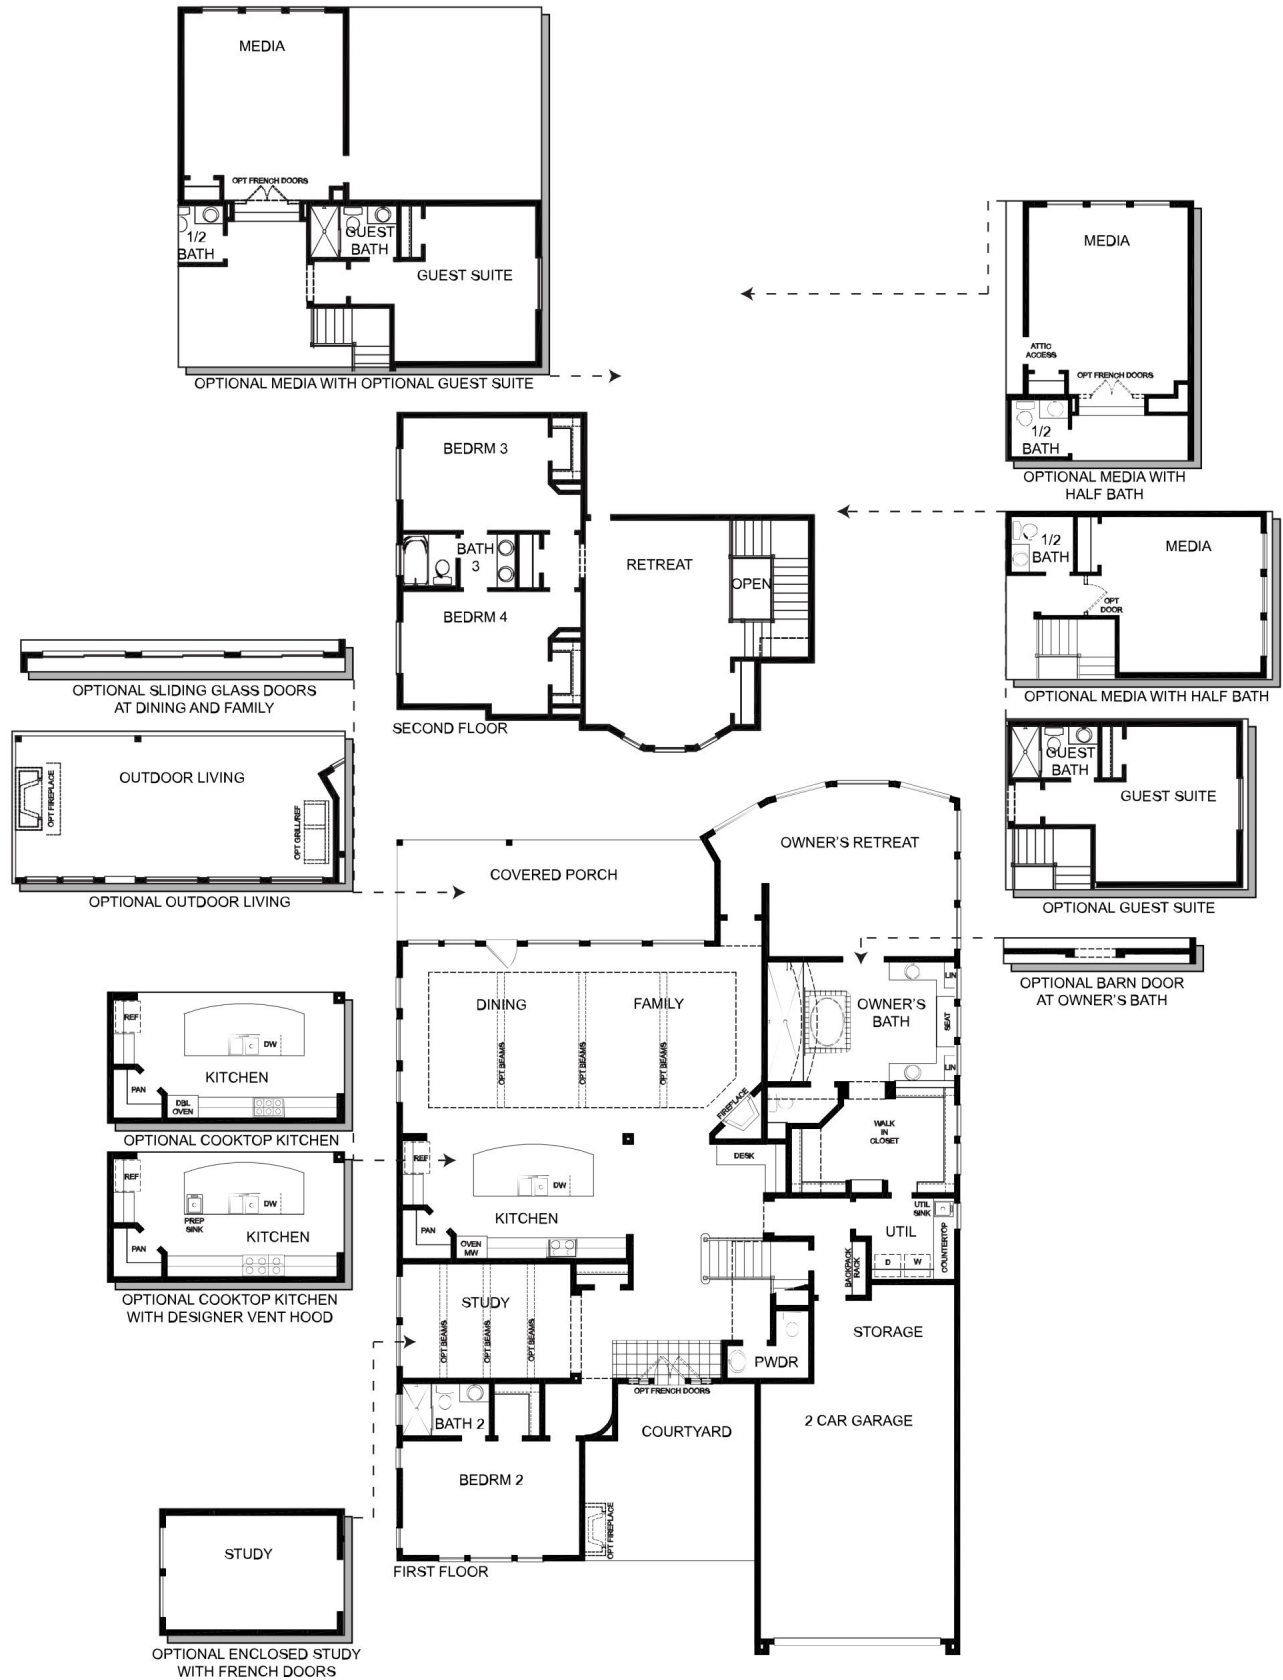 MEDIA
OPT FRENCH DOORS
1/2
BATH
GUEST
BATH
GUEST SUITE
OPTIONAL MEDIA WITH OPTIONAL GUEST SUITE
MEDIA
ATTIC
ACCESS
OPT FRENCH DOORS
1/2
BATH
OPTIONAL MEDIA WITH
HALF BATH
BEDRM 3
BATH
3
BEDRM 4
RETREAT
OPEN
SECOND FLOOR
1/2
BATH
MEDIA
OPT
DOOR
OPTIONAL MEDIA WITH HALF BATH
OPTIONAL SLIDING GLASS DOORS
AT DINING AND FAMILY
OUTDOOR LIVING
OPT FIREPLACE
OPT GRILL/REF
OPTIONAL OUTDOOR LIVING
GUEST
BATH
GUEST SUITE
OPTIONAL GUEST SUITE
OPTIONAL BARN DOOR
AT OWNER'S BATH
OWNER'S RETREAT
COVERED PORCH
DINING
FAMILY
OPT BEAMS
OPT BEAMS
OPT BEAMS
FIREPLACE
OWNER'S
BATH
LIN
SEAT
LIN
WALK
IN
CLOSET
REF
DW
KITCHEN
PAN
DBL
OVEN
OPTIONAL COOKTOP KITCHEN
REF
PREP
SINK
DW
KITCHEN
PAN
OPTIONAL COOKTOP KITCHEN
WITH DESIGNER VENT HOOD
REF
DW
KITCHEN
PAN
OVEN
MW
DESK
UTIL
SINK
UTIL
D
W
COUNTERTOP
BACKPACK
RACK
STUDY
OPT BEAMS
OPT BEAMS
OPT BEAMS
STORAGE
PWDR
OPT FRENCH DOORS
BATH 2
COURTYARD
2 CAR GARAGE
BEDRM 2
OPT FIREPLACE
FIRST FLOOR
STUDY
OPTIONAL ENCLOSED STUDY
WITH FRENCH DOORS